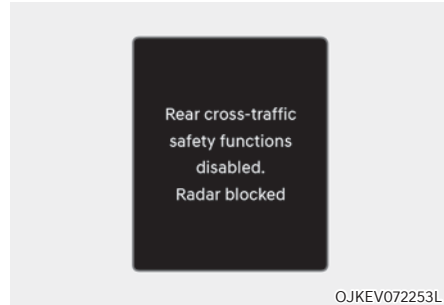 Rear cross-traffic
safety functions
disabled.
Radar blocked
OJKEV072253L